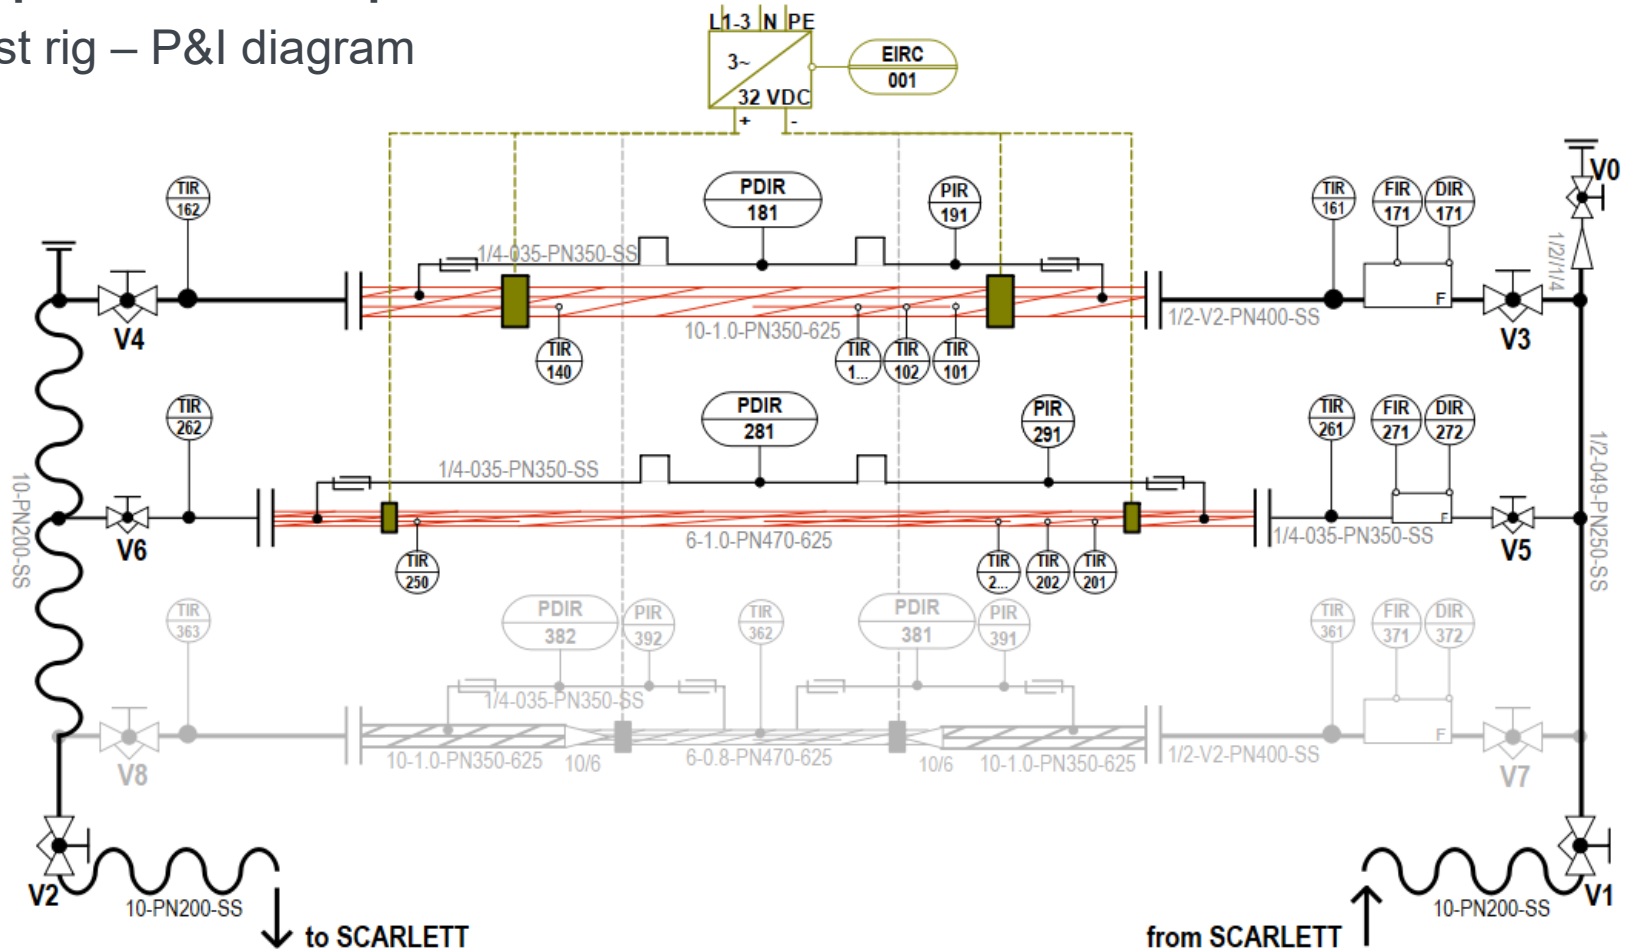 st rig – P&I diagram
L1-3 N PE
3~
32 VDC
+ -
EIRC
001
TIR
162
PDIR
181
PIR
191
TIR
161
FIR
171
DIR
171
V0
1/4-035-PN350-SS
1/2//1/4
V4
10-1.0-PN350-625
1/2-V2-PN400-SS
F
V3
TIR
140
TIR
1...
TIR
102
TIR
101
TIR
262
PDIR
281
PIR
291
TIR
261
FIR
271
DIR
272
1/4-035-PN350-SS
10-PN200-SS
1/2-049-PN250-SS
V6
6-1.0-PN470-625
1/4-035-PN350-SS
F
V5
TIR
250
TIR
2...
TIR
202
TIR
201
TIR
363
PDIR
382
PIR
392
TIR
362
PDIR
381
PIR
391
TIR
361
FIR
371
DIR
372
1/4-035-PN350-SS
V8
10-1.0-PN350-625
10/6
6-0.8-PN470-625
10/6
10-1.0-PN350-625
1/2-V2-PN400-SS
F
V7
V2
10-PN200-SS
to SCARLETT
from SCARLETT
10-PN200-SS
V1